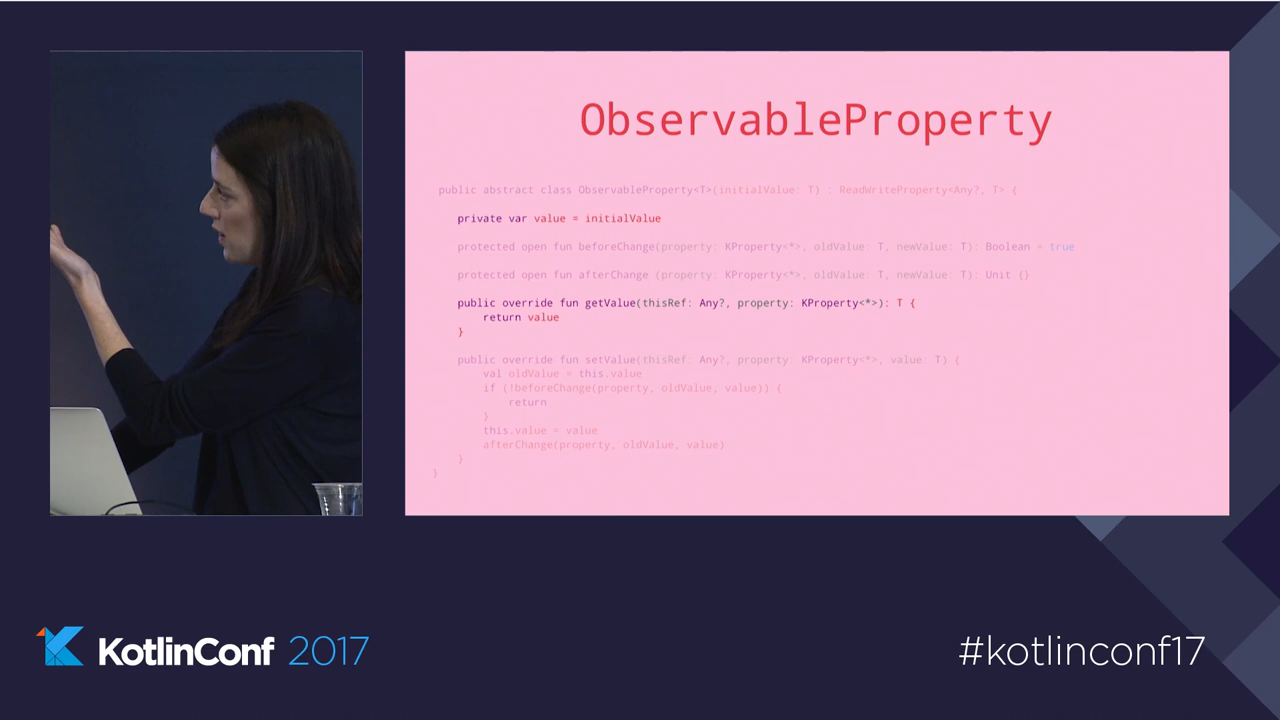 ObservableProperty
public abstract class ObservableProperty<T>(initialValue: T) : ReadWriteProperty<Any?, T> {
private var value = initialValue
protected open fun beforeChange(property: KProperty<*>, oldValue: T, newValue: T): Boolean = true
protected open fun afterChange (property: KProperty<*>, oldValue: T, newValue: T): Unit {}
public override fun getValue(thisRef: Any?, property: KProperty<*>): T {
return value
}
public override fun setValue(thisRef: Any?, property: KProperty<*>, value: T) {
val oldValue = this.value
if (!beforeChange(property, oldValue, value)) {
return
}
this.value = value
afterChange(property, oldValue, value)
}
}
KotlinConf 2017
#kotlinconf17